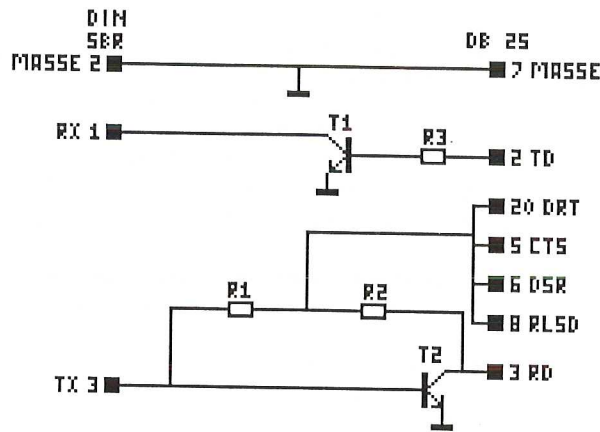 DIN
5BR
DB 25
MASSE 2
7 MASSE
T1
RX 1
R3
2 TD
20 DRT
5 CTS
6 DSR
R1
R2
8 RLSD
T2
TX 3
3 RD